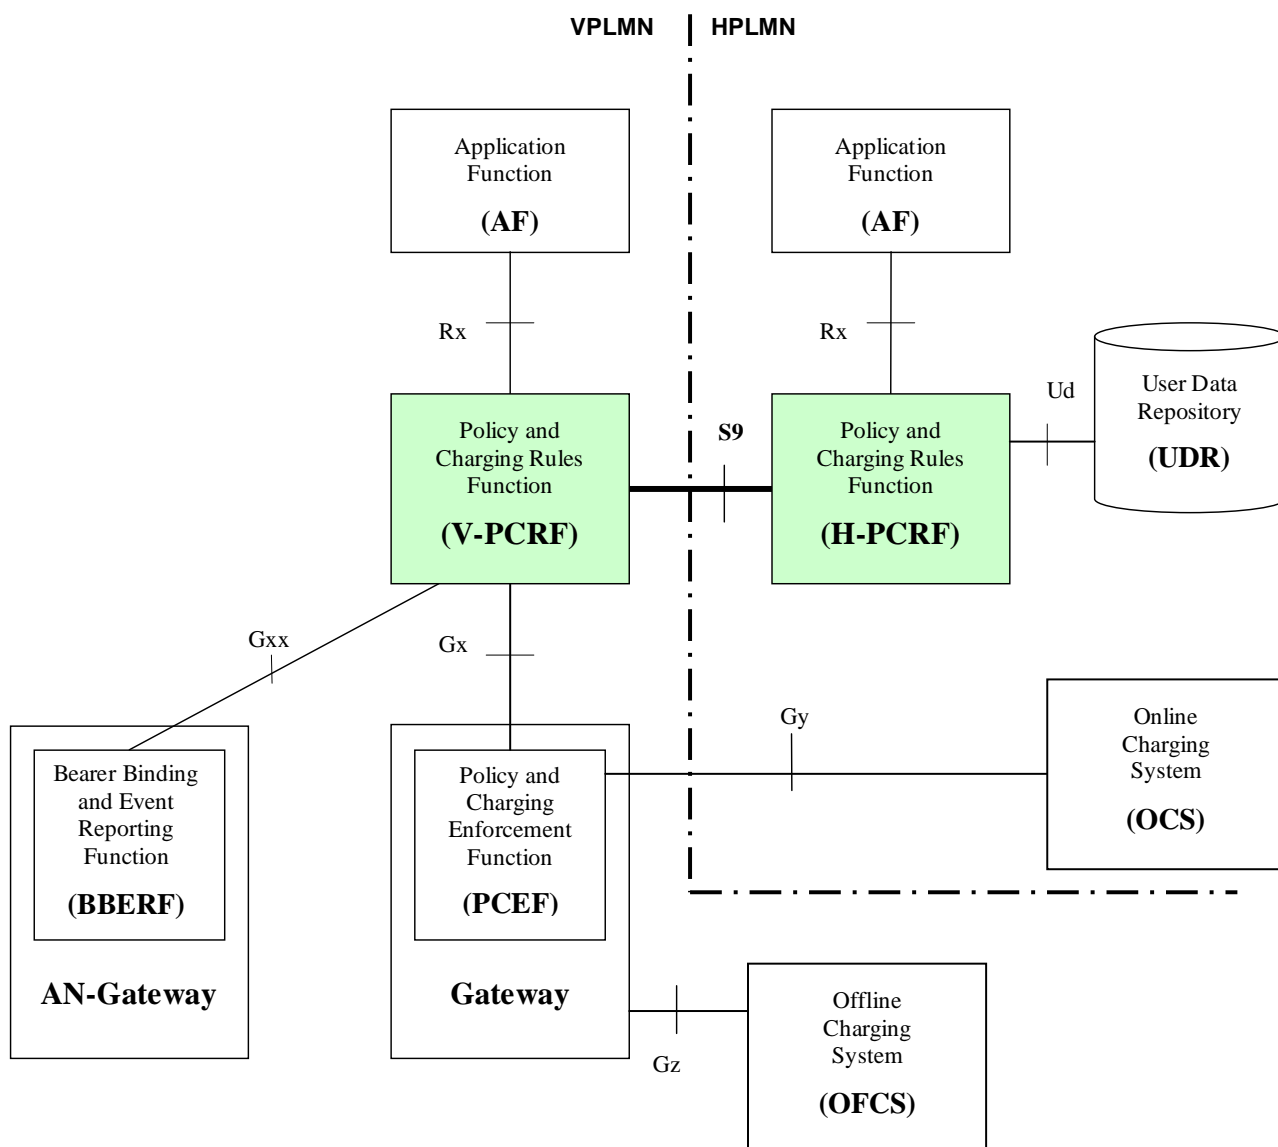 VPLMN HPLMN
Application
Function
(AF)
Application
Function
(AF)
Rx
Rx
User Data
Repository
(UDR)
Ud
Policy and
Charging Rules
Function
(V-PCRF)
S9
Policy and
Charging Rules
Function
(H-PCRF)
Gxx
Gx
Gy
Online
Charging
System
(OCS)
Bearer Binding
and Event
Reporting
Function
(BBERF)
AN-Gateway
Policy and
Charging
Enforcement
Function
(PCEF)
Gateway
Gz
Offline
Charging
System
(OFCS)